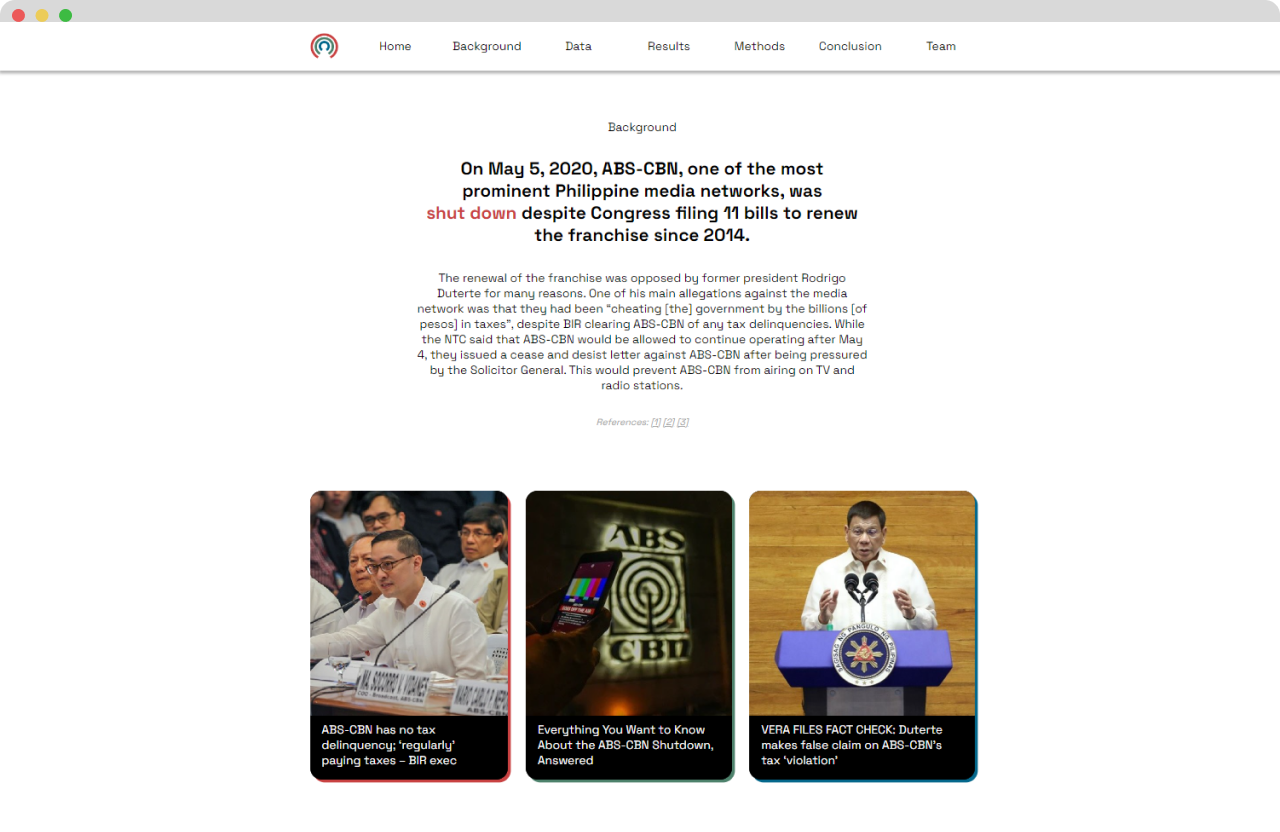 Home Background Data Results Methods Conclusion Team
Background
On May 5, 2020, ABS-CBN, one of the most
prominent Philippine media networks, was
shut down despite Congress filing 11 bills to renew
the franchise since 2014.
The renewal of the franchise was opposed by former president Rodrigo
Duterte for many reasons. One of his main allegations against the media
network was that they had been “cheating [the] government by the billions [of
pesos] in taxes”, despite BIR clearing ABS-CBN of any tax delinquencies. While
the NTC said that ABS-CBN would be allowed to continue operating after May
4, they issued a cease and desist letter against ABS-CBN after being pressured
by the Solicitor General. This would prevent ABS-CBN from airing on TV and
radio stations.
References: [1] [2] [3]
ABS
CBN
ABS-CBN has no tax
delinquency; ‘regularly’
paying taxes – BIR exec
Everything You Want to Know
About the ABS-CBN Shutdown,
Answered
SAGISAG NG PANGULO NG PILIPINAS
VERA FILES FACT CHECK: Duterte
makes false claim on ABS-CBN’s
tax ‘violation’